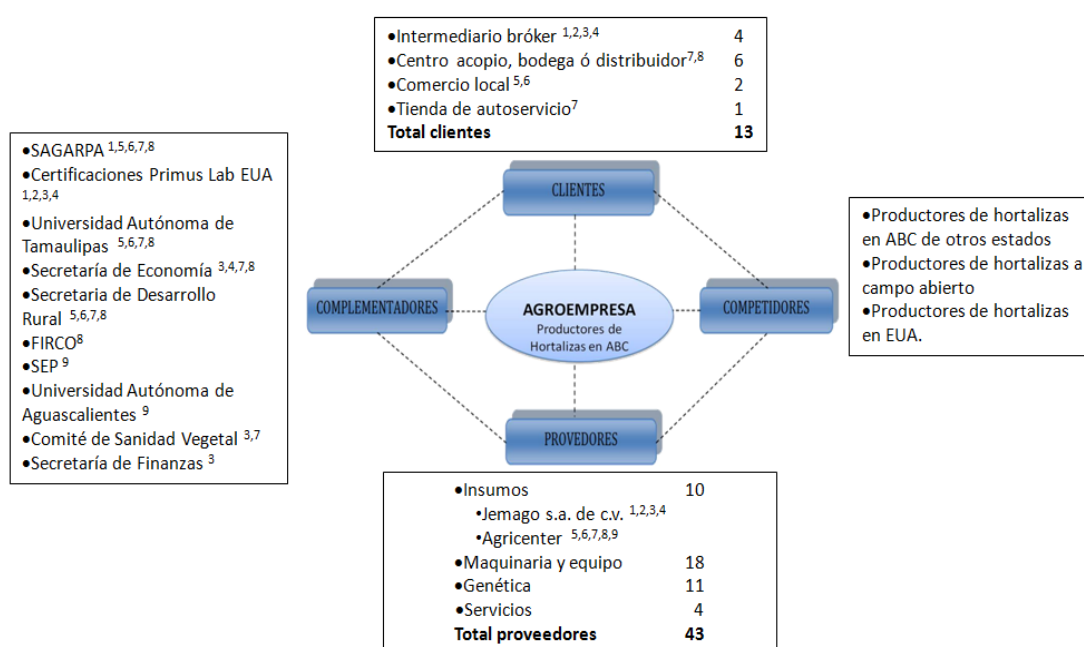 •Intermediario bróker 1,2,3,4 4
•Centro acopio, bodega ó distribuidor7,8 6
•Comercio local 5,6 2
•Tienda de autoservicio7 1
Total clientes 13
•SAGARPA 1,5,6,7,8
•Certificaciones Primus Lab EUA
1,2,3,4
•Universidad Autónoma de
Tamaulipas 5,6,7,8
•Secretaría de Economía 3,4,7,8
•Secretaria de Desarrollo
Rural 5,6,7,8
•FIRCO8
•SEP 9
•Universidad Autónoma de
Aguascalientes 9
•Comité de Sanidad Vegetal 3,7
•Secretaría de Finanzas 3
CLIENTES
COMPLEMENTADORES
AGROEMPRESA
Productores de
Hortalizas en ABC
COMPETIDORES
PROVEDORES
•Productores de hortalizas
en ABC de otros estados
•Productores de hortalizas a
campo abierto
•Productores de hortalizas
en EUA.
•Insumos 10
•Jemago s.a. de c.v. 1,2,3,4
•Agricenter 5,6,7,8,9
•Maquinaria y equipo 18
•Genética 11
•Servicios 4
Total proveedores 43